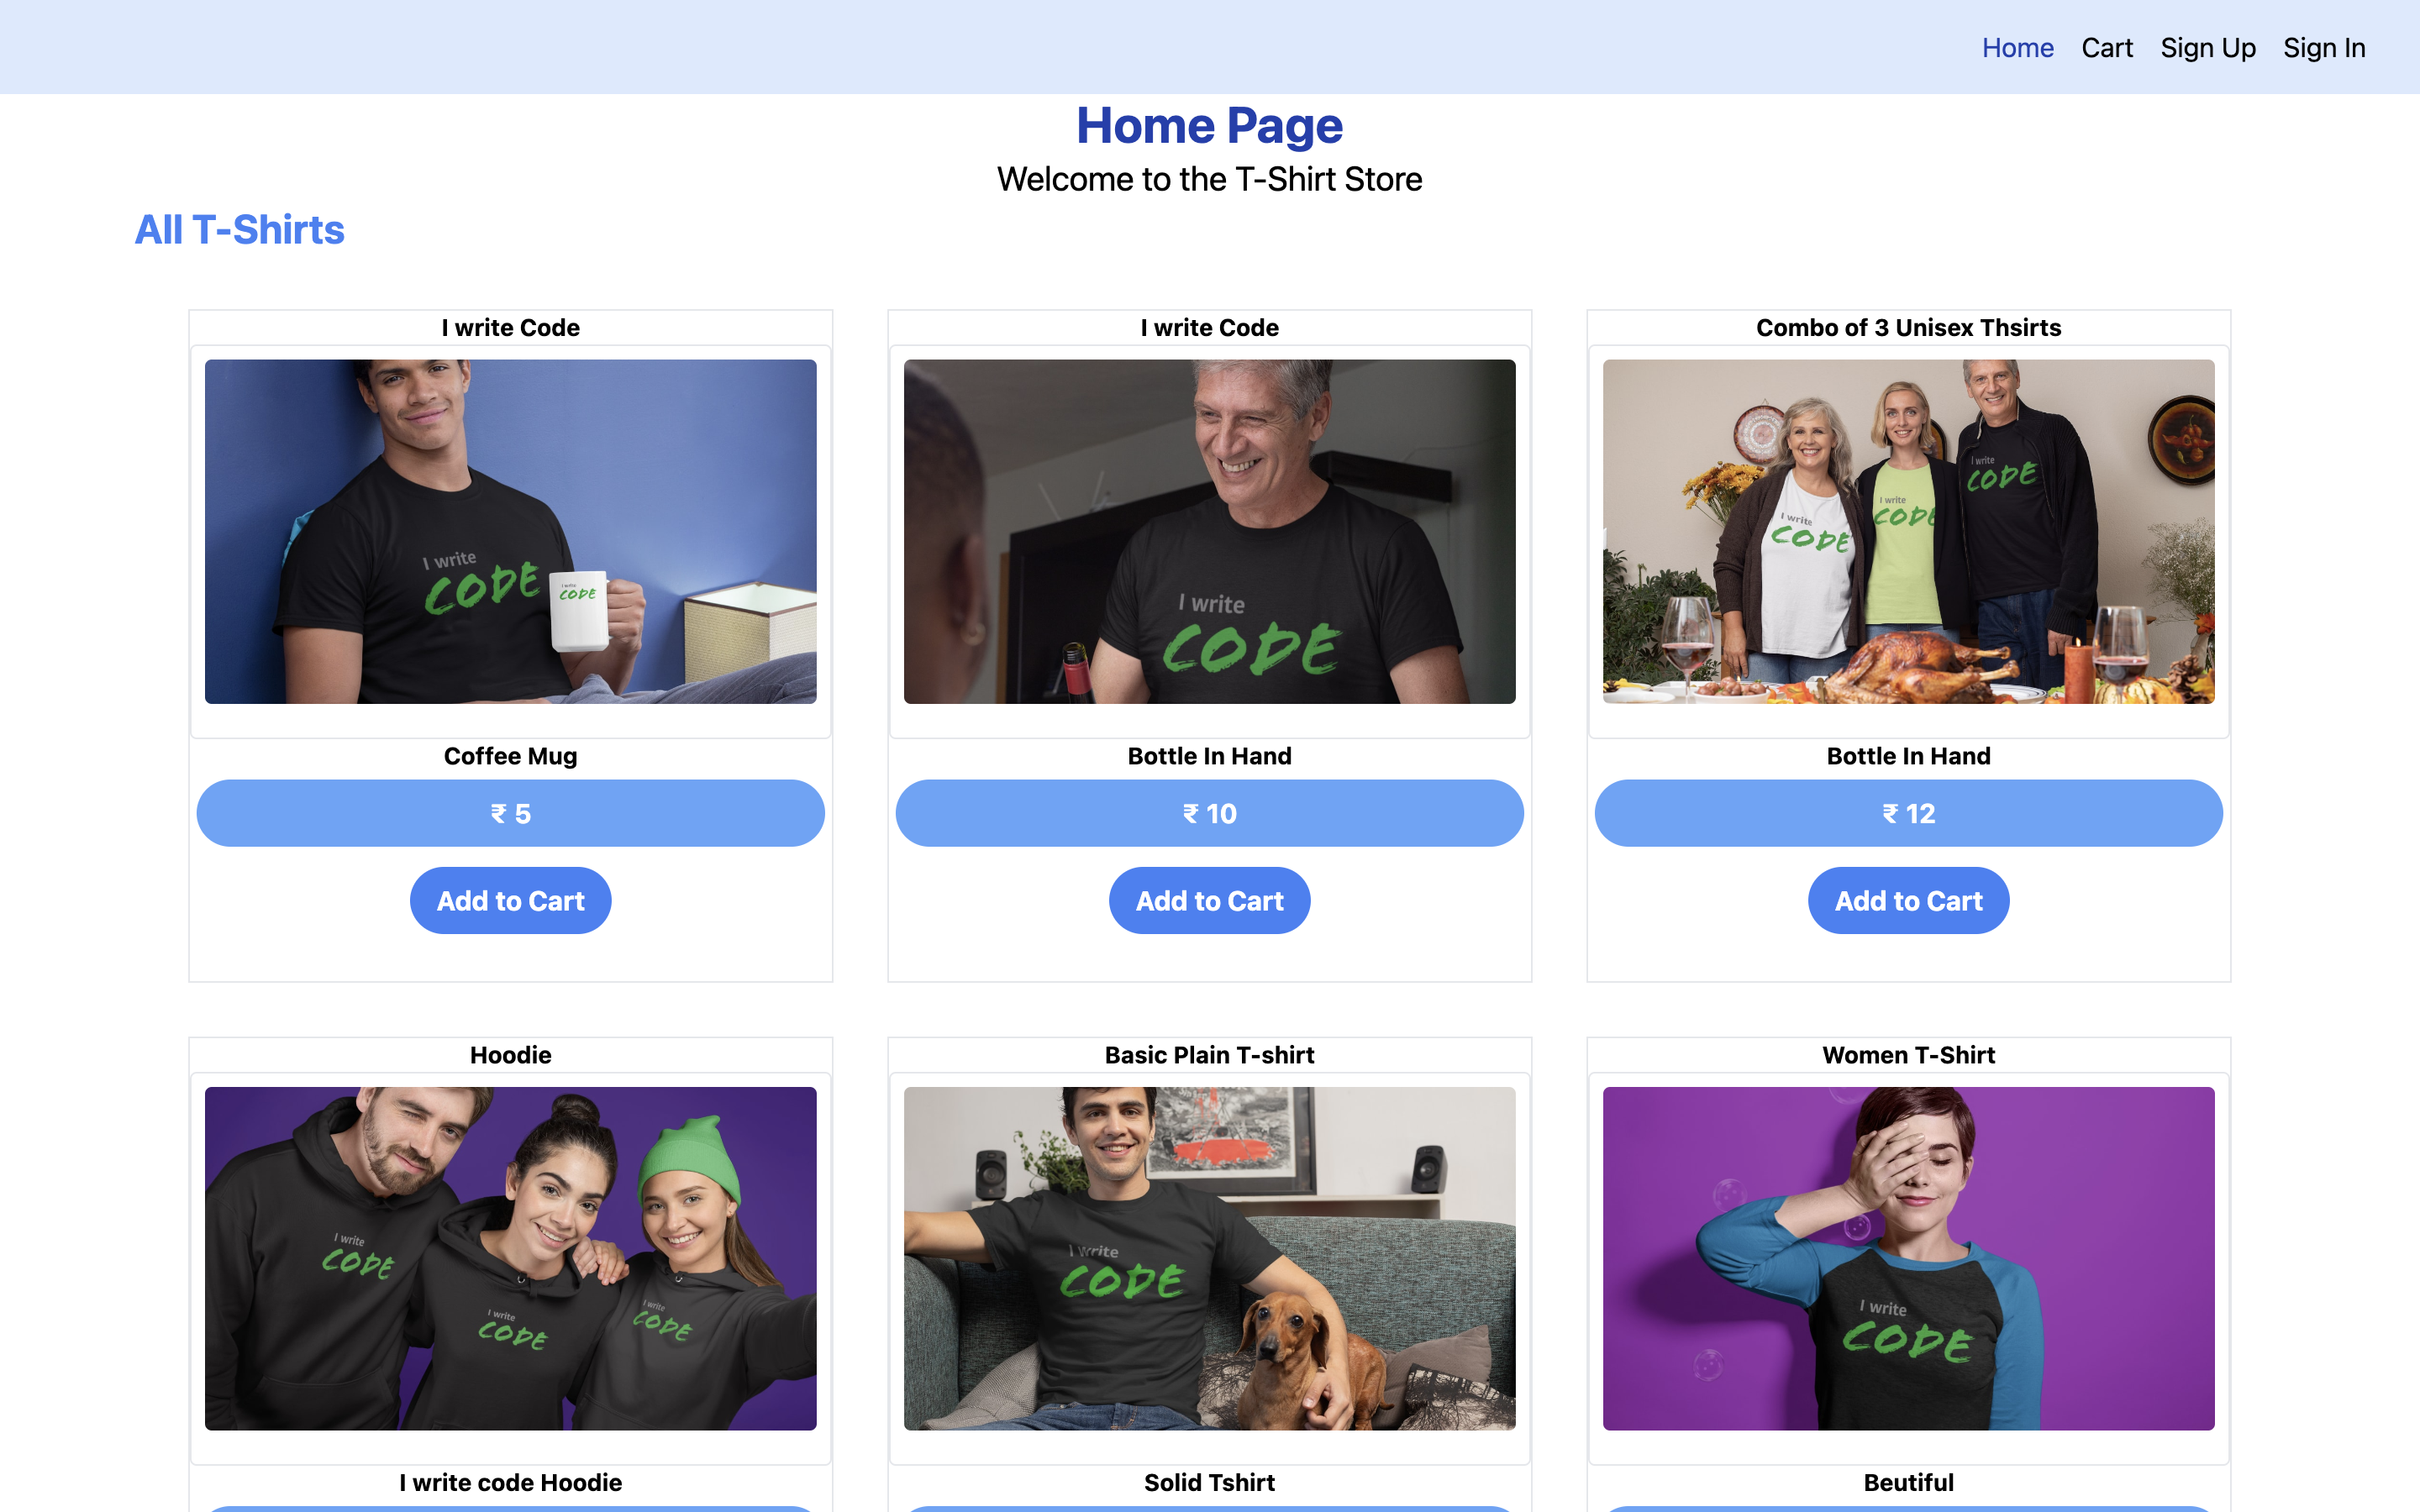 Home Cart Sign Up Sign In
Home Page
Welcome to the T-Shirt Store
All T-Shirts
I write Code
I write
CODE
I write
CODE
Coffee Mug
₹ 5
Add to Cart
I write Code
I write
CODE
Bottle In Hand
₹ 10
Add to Cart
Combo of 3 Unisex Thsirts
I write
CODE
I write
CODE
I write
CODE
Bottle In Hand
₹ 12
Add to Cart
Hoodie
I write
CODE
I write
CODE
I write
CODE
I write code Hoodie
Basic Plain T-shirt
I write
CODE
Solid Tshirt
Women T-Shirt
I write
CODE
Beutiful